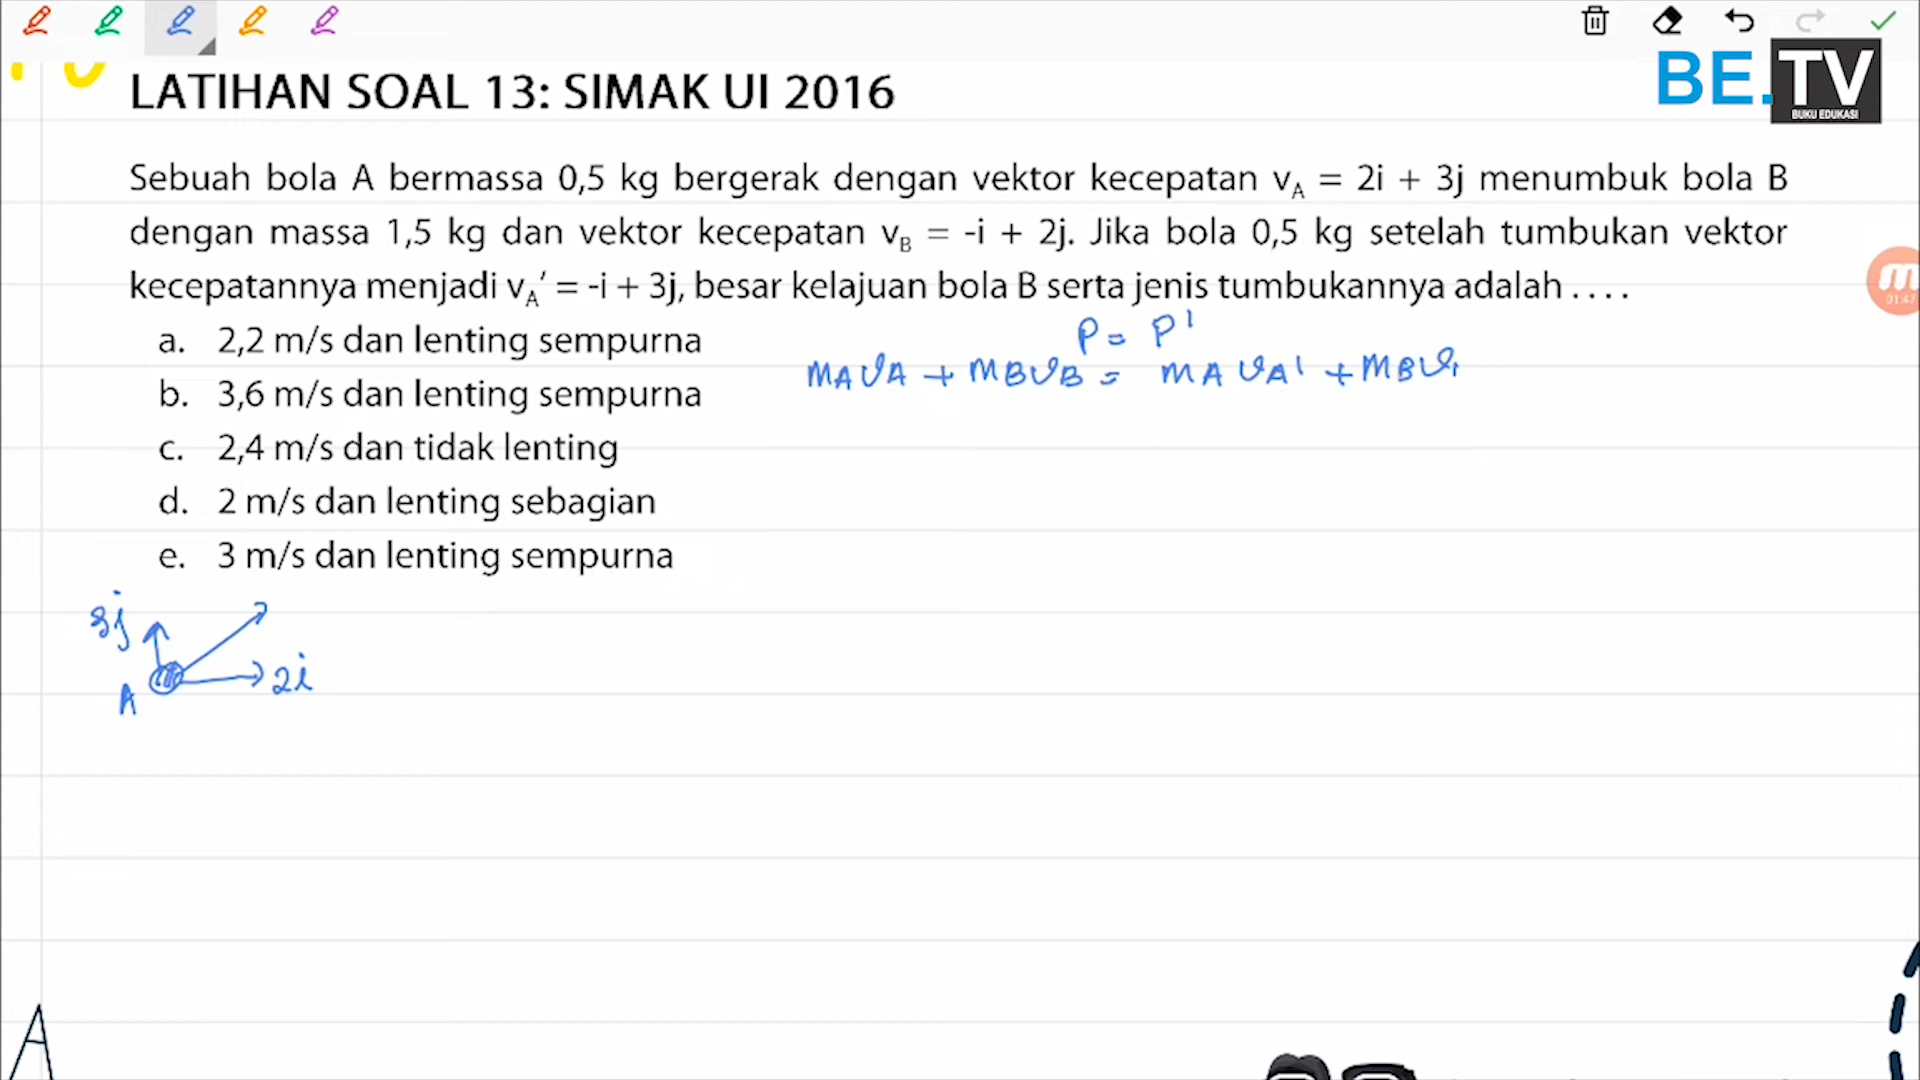 BE.TV
BUKU EDUKASI
LATIHAN SOAL 13: SIMAK UI 2016
Sebuah bola A bermassa 0,5 kg bergerak dengan vektor kecepatan vA = 2i + 3j menumbuk bola B
dengan massa 1,5 kg dan vektor kecepatan vB = -i + 2j. Jika bola 0,5 kg setelah tumbukan vektor
kecepatannya menjadi vA′ = -i + 3j, besar kelajuan bola B serta jenis tumbukannya adalah . . . .
01:47
P = P'
a. 2,2 m/s dan lenting sempurna
mAvA + mBvB = mAvA' + mBv
b. 3,6 m/s dan lenting sempurna
c. 2,4 m/s dan tidak lenting
d. 2 m/s dan lenting sebagian
e. 3 m/s dan lenting sempurna
3j
2i
A
A